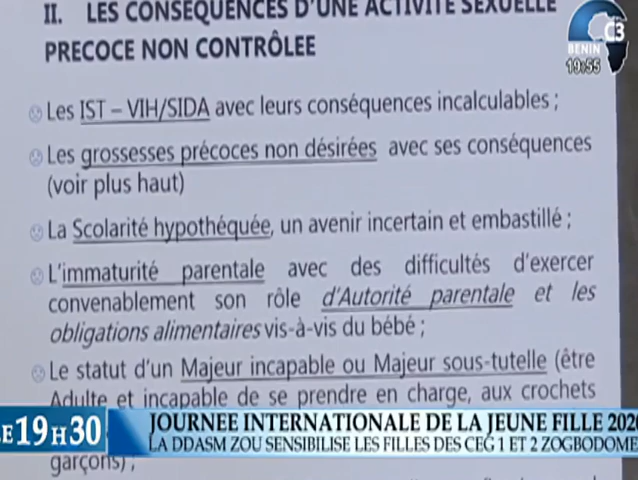 II. LES CONSEQUENCES D'UNE ACTIVITE SEXUELLE
PRECOCE NON CONTRÔLEE
Les IST – VIH/SIDA avec leurs conséquences incalculables ;
Les grossesses précoces non désirées avec ses conséquences
(voir plus haut)
La Scolarité hypothéquée, un avenir incertain et embastillé ;
L'immaturité parentale avec des difficultés d'exercer
convenablement son rôle d'Autorité parentale et les
obligations alimentaires vis-à-vis du bébé ;
Le statut d'un Majeur incapable ou Majeur sous-tutelle (être
Adulte et incapable de se prendre en charge, aux crochets
garçons) ;
C3
BENIN
19:55
LE 19H30
JOURNEE INTERNATIONALE DE LA JEUNE FILLE 202
LA DDASM ZOU SENSIBILISE LES FILLES DES CEG 1 ET 2 ZOGBODOME